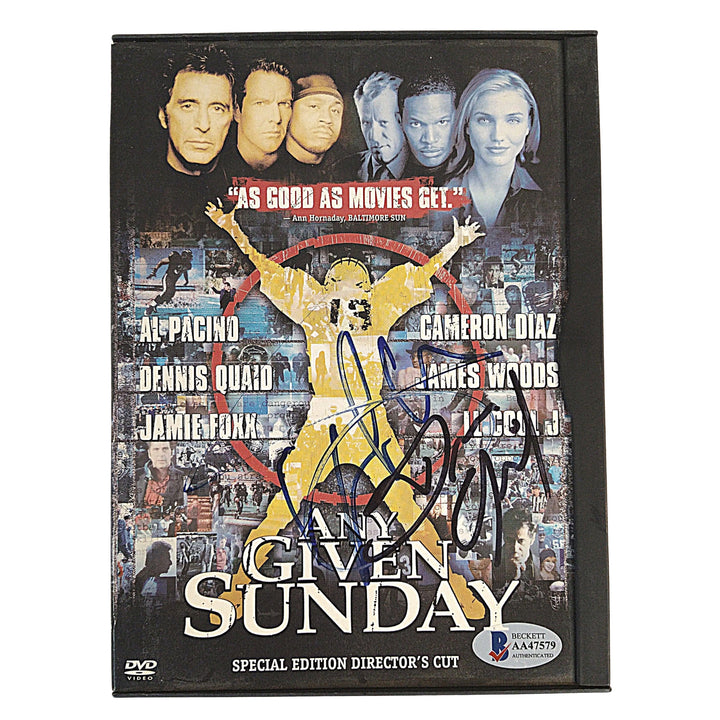 “AS GOOD AS MOVIES GET.”
— Ann Hornaday, BALTIMORE SUN
13
AL PACINO
CAMERON DIAZ
DENNIS QUAID
JAMES WOODS
JAMIE FOXX
LL COOL J
ANY
GIVEN
SUNDAY
SPECIAL EDITION DIRECTOR'S CUT
DVD
VIDEO
B
BECKETT
AA47579
AUTHENTICATED